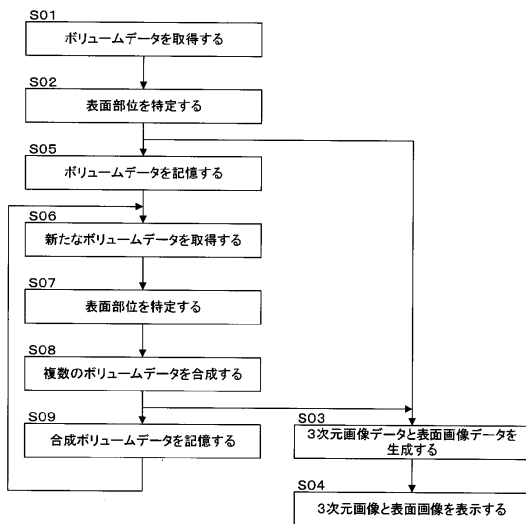 S01
ボリュームデータを取得する
S02
表面部位を特定する
S05
ボリュームデータを記憶する
S06
新たなボリュームデータを取得する
S07
表面部位を特定する
S08
複数のボリュームデータを合成する
S09
合成ボリュームデータを記憶する
S03
3次元画像データと表面画像データを
生成する
S04
3次元画像と表面画像を表示する